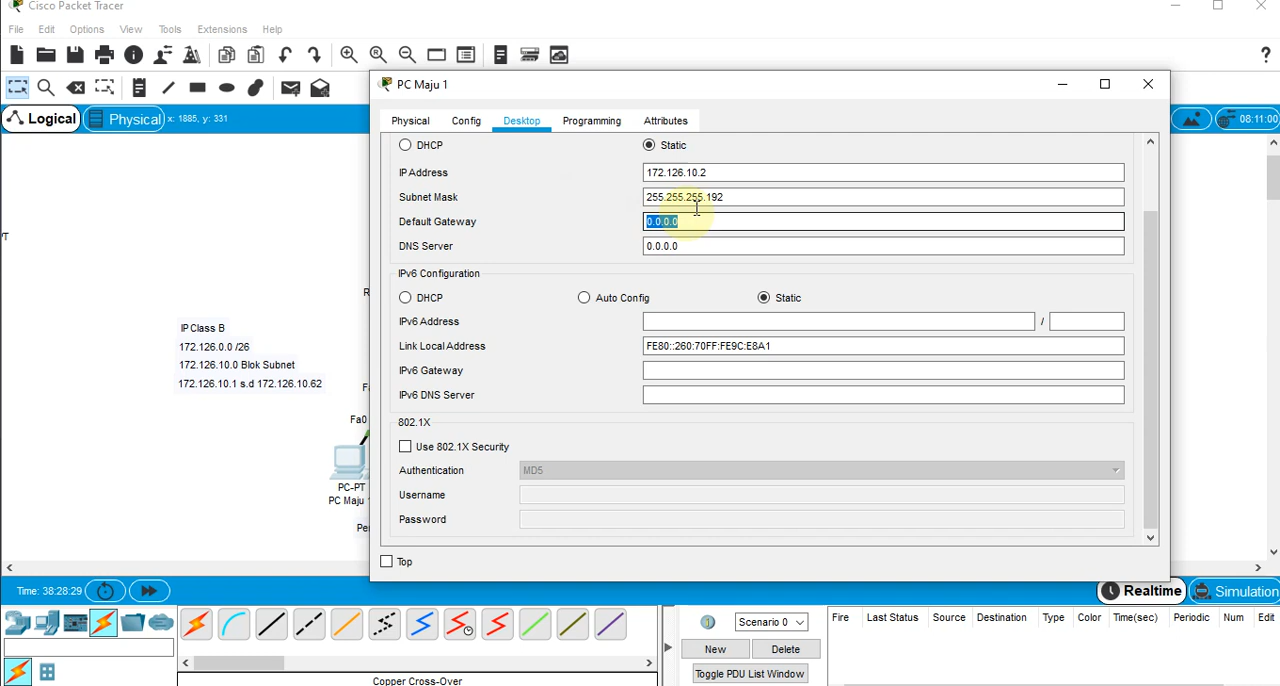 Cisco Packet Tracer
File Edit Options View Tools Extensions Help
?
Logical Physical x: 1885, y: 331
08:11:00
PC Maju 1
Physical Config Desktop Programming Attributes
DHCP Static
IP Address 172.126.10.2
Subnet Mask 255.255.255.192
Default Gateway 0.0.0.0
DNS Server 0.0.0.0
IPv6 Configuration
DHCP Auto Config Static
IPv6 Address /
Link Local Address FE80::260:70FF:FE9C:E8A1
IPv6 Gateway
IPv6 DNS Server
802.1X
Use 802.1X Security
Authentication MD5
Username
Password
Top
IP Class B
172.126.0.0 /26
172.126.10.0 Blok Subnet
172.126.10.1 s.d 172.126.10.62
Fa0
PC-PT
PC Maju
Time: 38:28:29
Realtime Simulation
Scenario 0
New Delete
Toggle PDU List Window
Fire Last Status Source Destination Type Color Time(sec) Periodic Num Edit
Copper Cross-Over